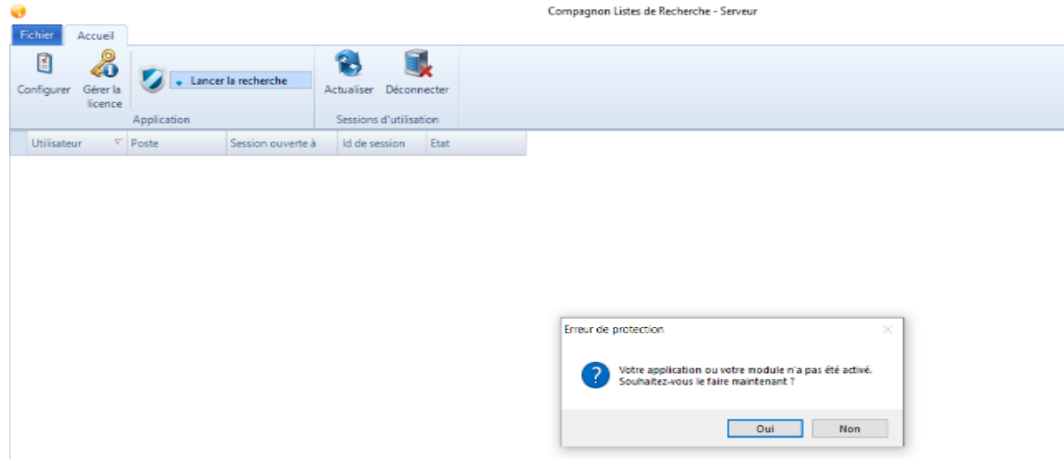 Compagnon Listes de Recherche - Serveur
Fichier Accueil
Configurer Gérer la licence Lancer la recherche Actualiser Déconnecter
Application Sessions d'utilisation
Utilisateur Poste Session ouverte à Id de session Etat
Erreur de protection
Votre application ou votre module n'a pas été activé.
Souhaitez-vous le faire maintenant ?
Oui Non